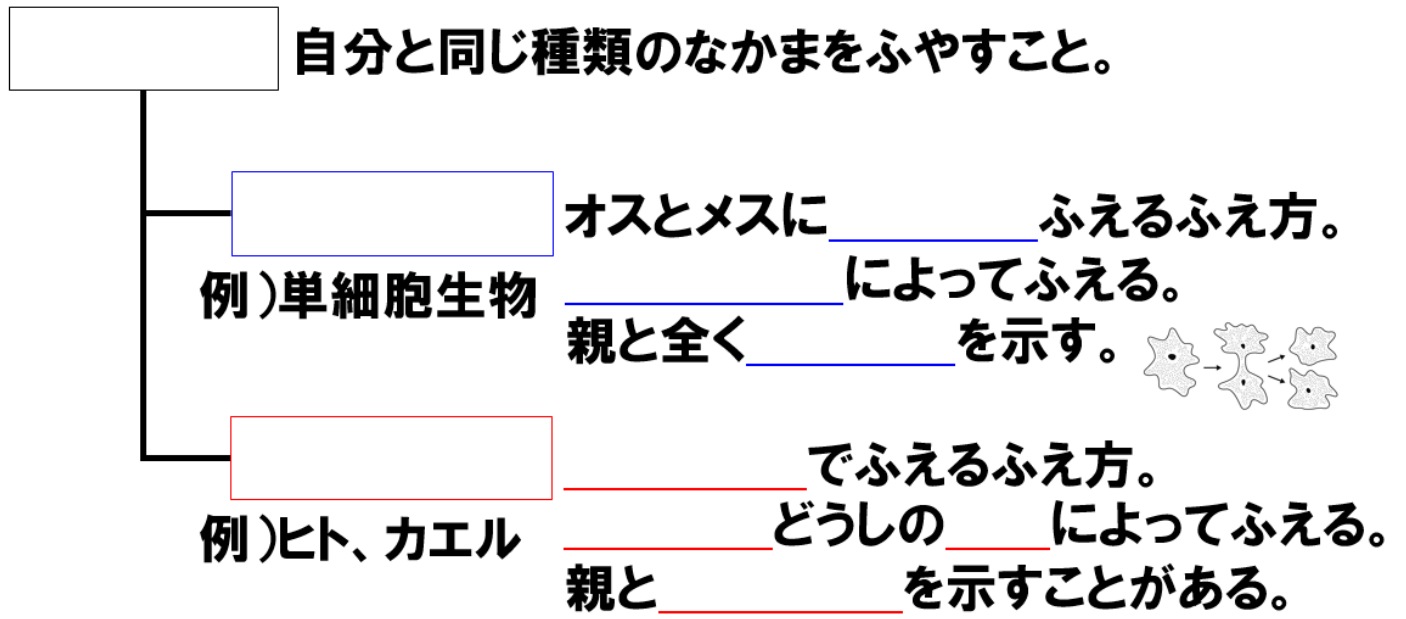 自分と同じ種類のなかまをふやすこと。
オスとメスに ふえるふえ方。
例)単細胞生物 によってふえる。
親と全く を示す。
でふえるふえ方。
例)ヒト、カエル どうしの によってふえる。
親と を示すことがある。